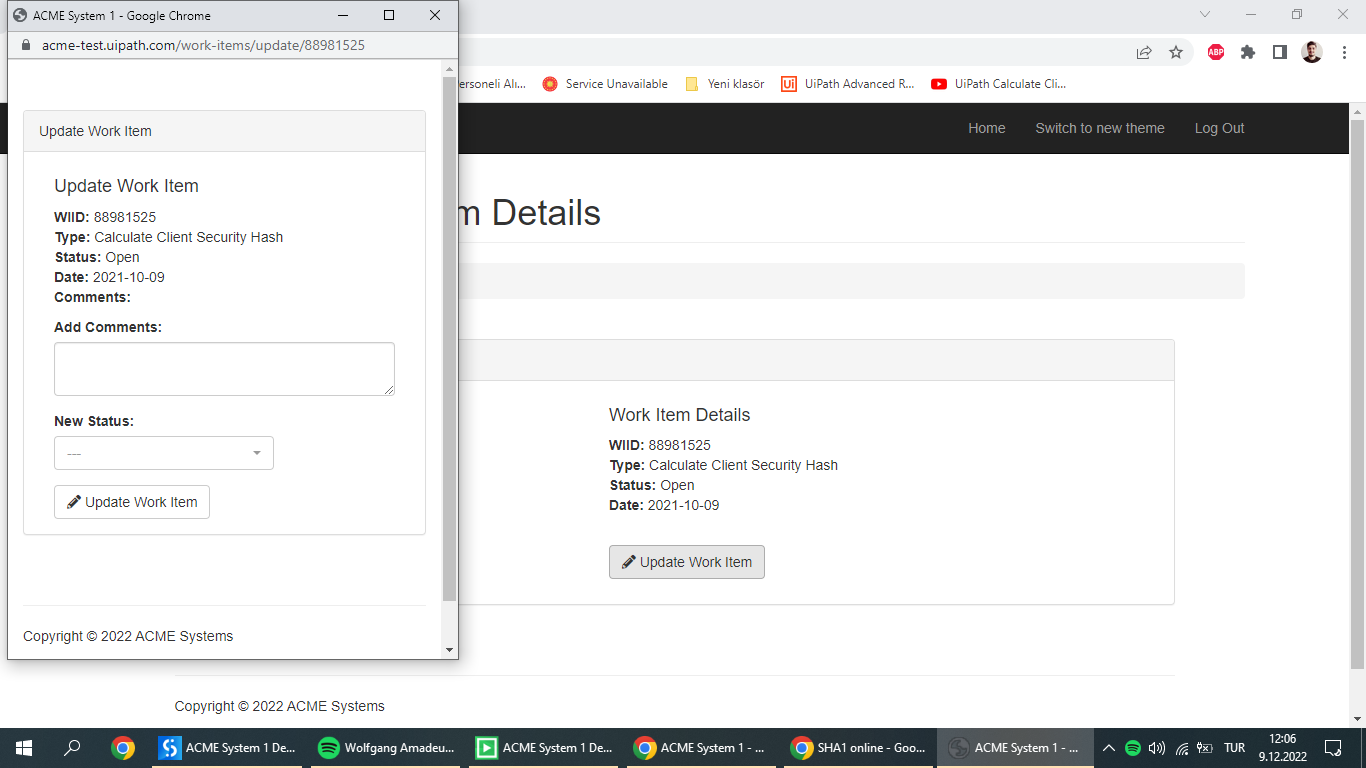 ACME System 1 - Google Chrome
acme-test.uipath.com/work-items/update/88981525
Update Work Item
Update Work Item
WIID: 88981525
Type: Calculate Client Security Hash
Status: Open
Date: 2021-10-09
Comments:
Add Comments:
New Status:
---
Update Work Item
Copyright © 2022 ACME Systems
ABP
ersoneli Alı...
Service Unavailable
Yeni klasör
Ui
UiPath Advanced R...
UiPath Calculate Cli...
Home
Switch to new theme
Log Out
m Details
Work Item Details
WIID: 88981525
Type: Calculate Client Security Hash
Status: Open
Date: 2021-10-09
Update Work Item
Copyright © 2022 ACME Systems
ACME System 1 De...
Wolfgang Amadeu...
ACME System 1 De...
ACME System 1 - ...
SHA1 online - Goo...
ACME System 1 - ...
TUR
12:06
9.12.2022